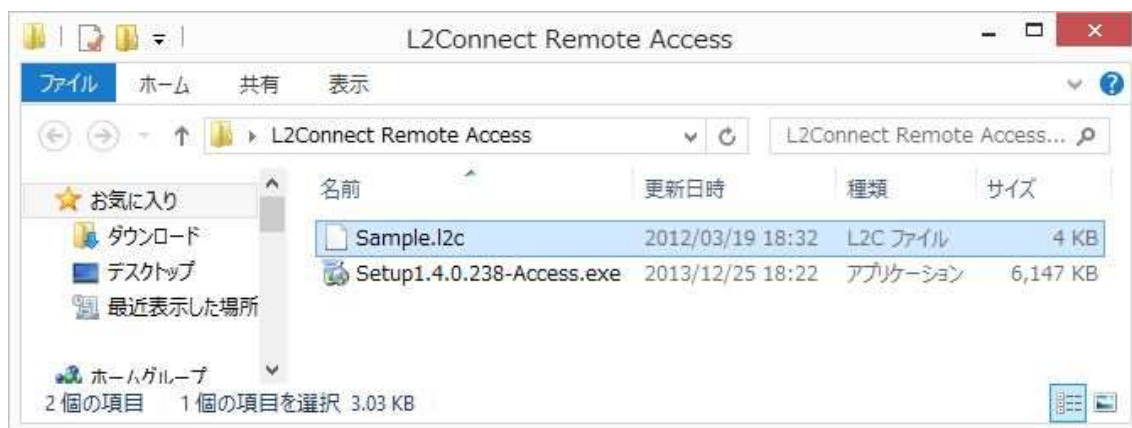 L2Connect Remote Access
ファイル ホーム 共有 表示
L2Connect Remote Access L2Connect Remote Access...
お気に入り
ダウンロード
デスクトップ
最近表示した場所
ホームグループ
名前 更新日時 種類 サイズ
Sample.l2c 2012/03/19 18:32 L2C ファイル 4 KB
Setup1.4.0.238-Access.exe 2013/12/25 18:22 アプリケーション 6,147 KB
2 個の項目 1 個の項目を選択 3.03 KB